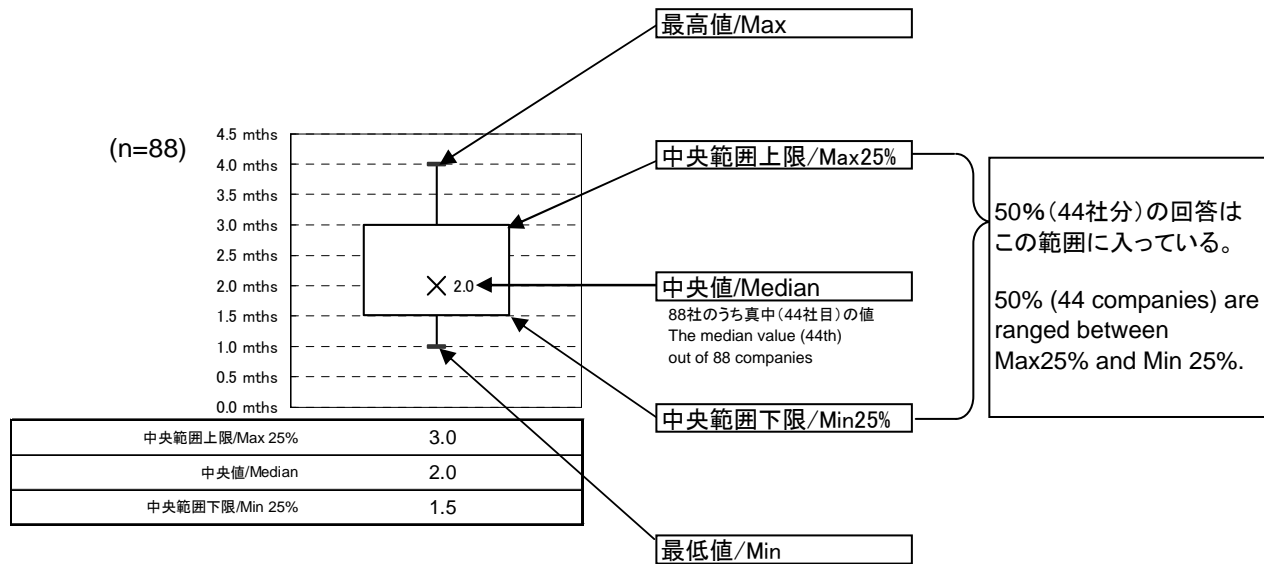 最高値/Max
(n=88)
4.5 mths
4.0 mths
3.5 mths
3.0 mths
2.5 mths
2.0 mths
1.5 mths
1.0 mths
0.5 mths
0.0 mths
2.0
中央範囲上限/Max25%
中央値/Median
88社のうち真中(44社目)の値
The median value (44th)
out of 88 companies
中央範囲下限/Min25%
最低値/Min
50%(44社分)の回答は
この範囲に入っている。
50% (44 companies) are
ranged between
Max25% and Min 25%.
中央範囲上限/Max 25% 3.0
中央値/Median 2.0
中央範囲下限/Min 25% 1.5